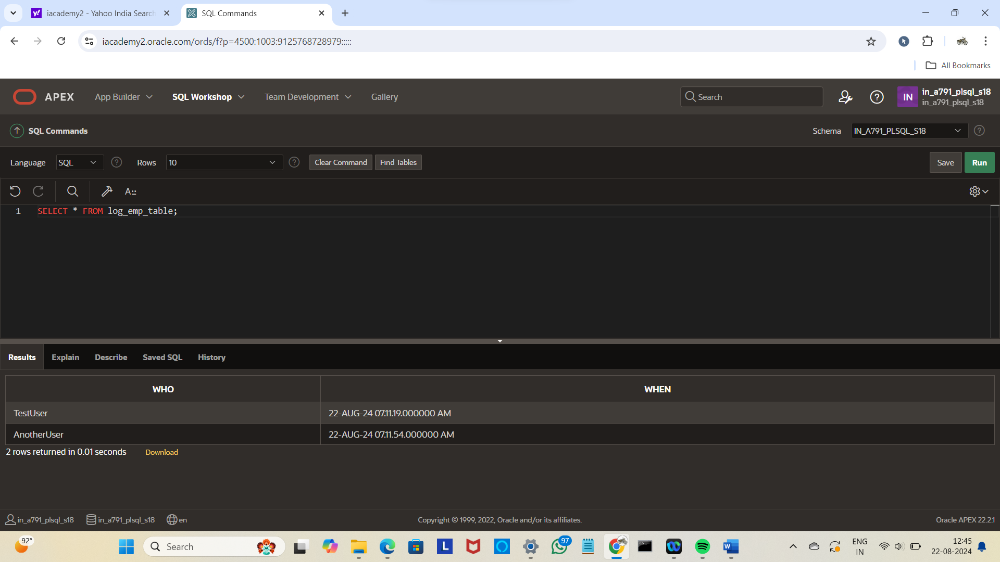 iacademy2 - Yahoo India Search
SQL Commands
iacademy2.oracle.com/ords/f?p=4500:1003:9125768728979:::::
All Bookmarks
APEX App Builder SQL Workshop Team Development Gallery Search IN in_a791_plsql_s18
in_a791_plsql_s18
SQL Commands Schema IN_A791_PLSQL_S18
Language SQL Rows 10 Clear Command Find Tables Save Run
A::
1 SELECT * FROM log_emp_table;
Results Explain Describe Saved SQL History
WHO WHEN
TestUser 22-AUG-24 07.11.19.000000 AM
AnotherUser 22-AUG-24 07.11.54.000000 AM
2 rows returned in 0.01 seconds Download
in_a791_plsql_s18 in_a791_plsql_s18 en Copyright © 1999, 2022, Oracle and/or its affiliates. Oracle APEX 22.2.1
92° Search L 97 W ENG 12:45
IN 22-08-2024